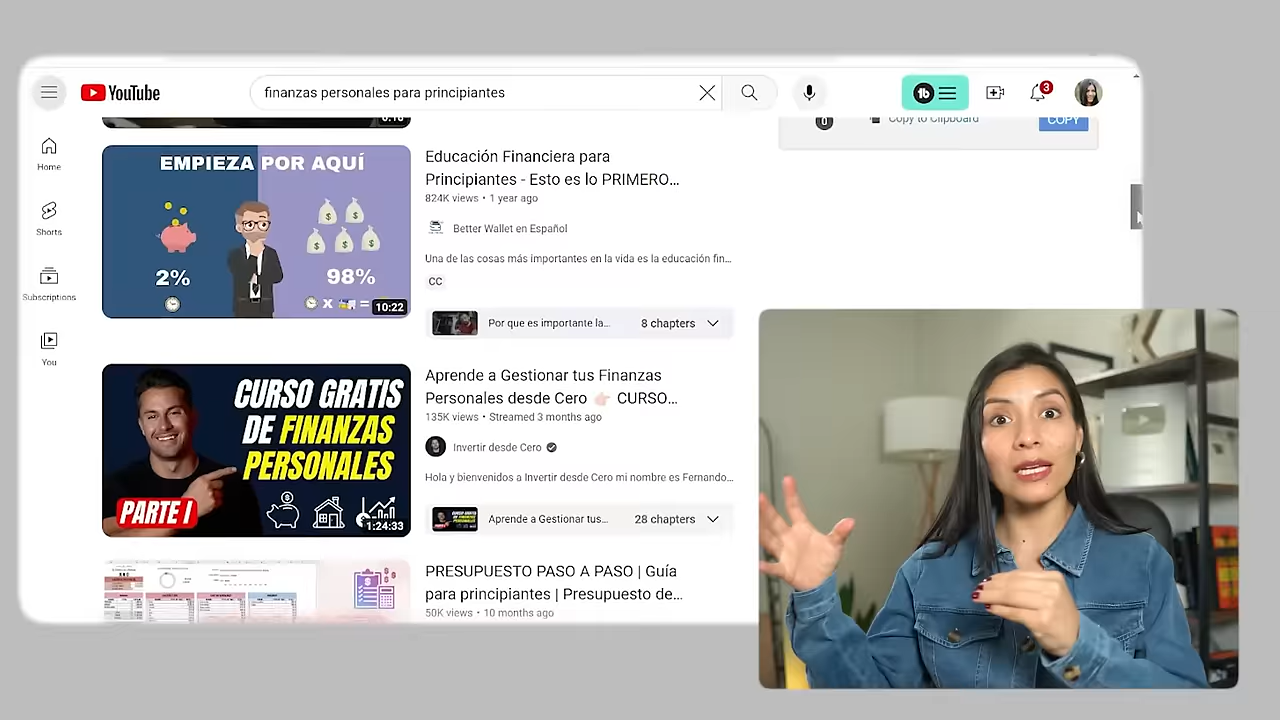 YouTube
finanzas personales para principiantes
3
Home
Shorts
Subscriptions
You
0
Copy to Clipboard
COPY
EMPIEZA POR AQUÍ
2%
98%
X
=
10:22
Educación Financiera para
Principiantes - Esto es lo PRIMERO...
824K views • 1 year ago
Better Wallet en Español
Una de las cosas más importantes en la vida es la educación fin...
CC
Por que es importante la...
8 chapters
CURSO GRATIS
DE FINANZAS
PERSONALES
PARTE I
1:24:33
Aprende a Gestionar tus Finanzas
Personales desde Cero 👉🏻 CURSO...
135K views • Streamed 3 months ago
Invertir desde Cero
Hola y bienvenidos a Invertir desde Cero mi nombre es Fernando...
Aprende a Gestionar tus...
28 chapters
PRESUPUESTO PASO A PASO | Guía
para principiantes | Presupuesto de...
50K views • 10 months ago